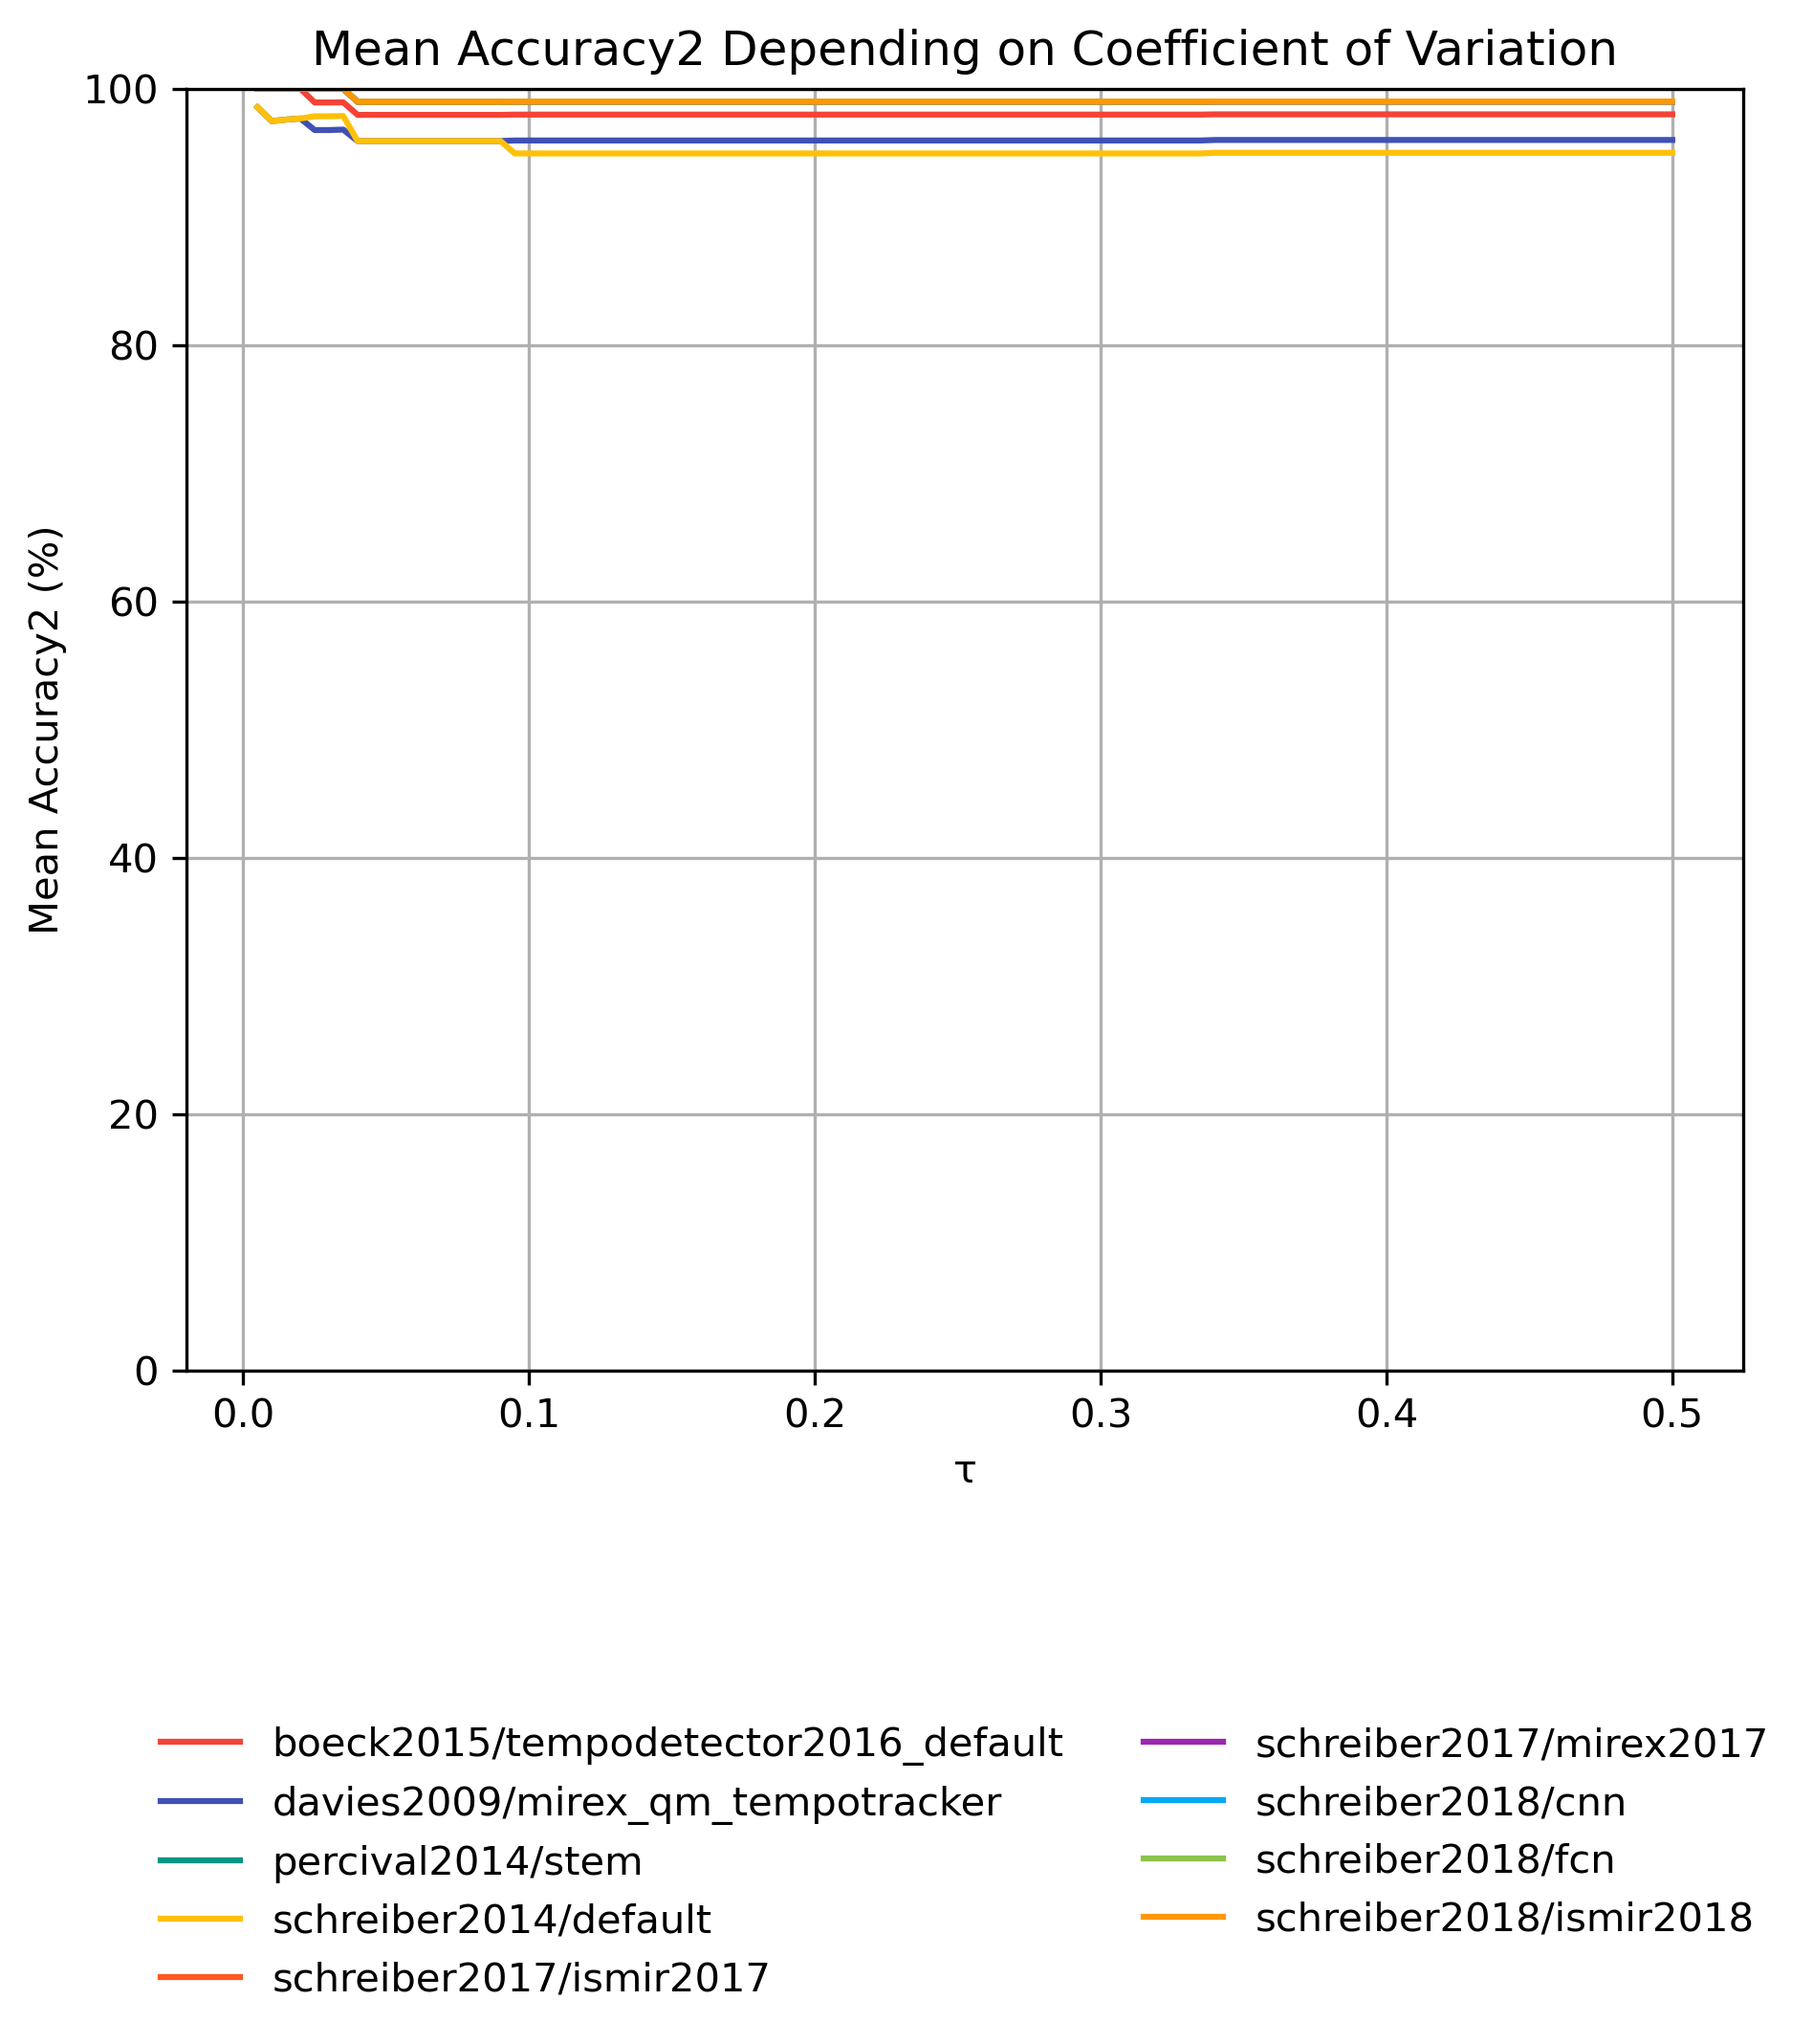 Mean Accuracy2 Depending on Coefficient of Variation
100
80
60
40
20
0
Mean Accuracy2 (%)
0.0 0.1 0.2 0.3 0.4 0.5
τ
boeck2015/tempodetector2016_default
davies2009/mirex_qm_tempotracker
percival2014/stem
schreiber2014/default
schreiber2017/ismir2017
schreiber2017/mirex2017
schreiber2018/cnn
schreiber2018/fcn
schreiber2018/ismir2018